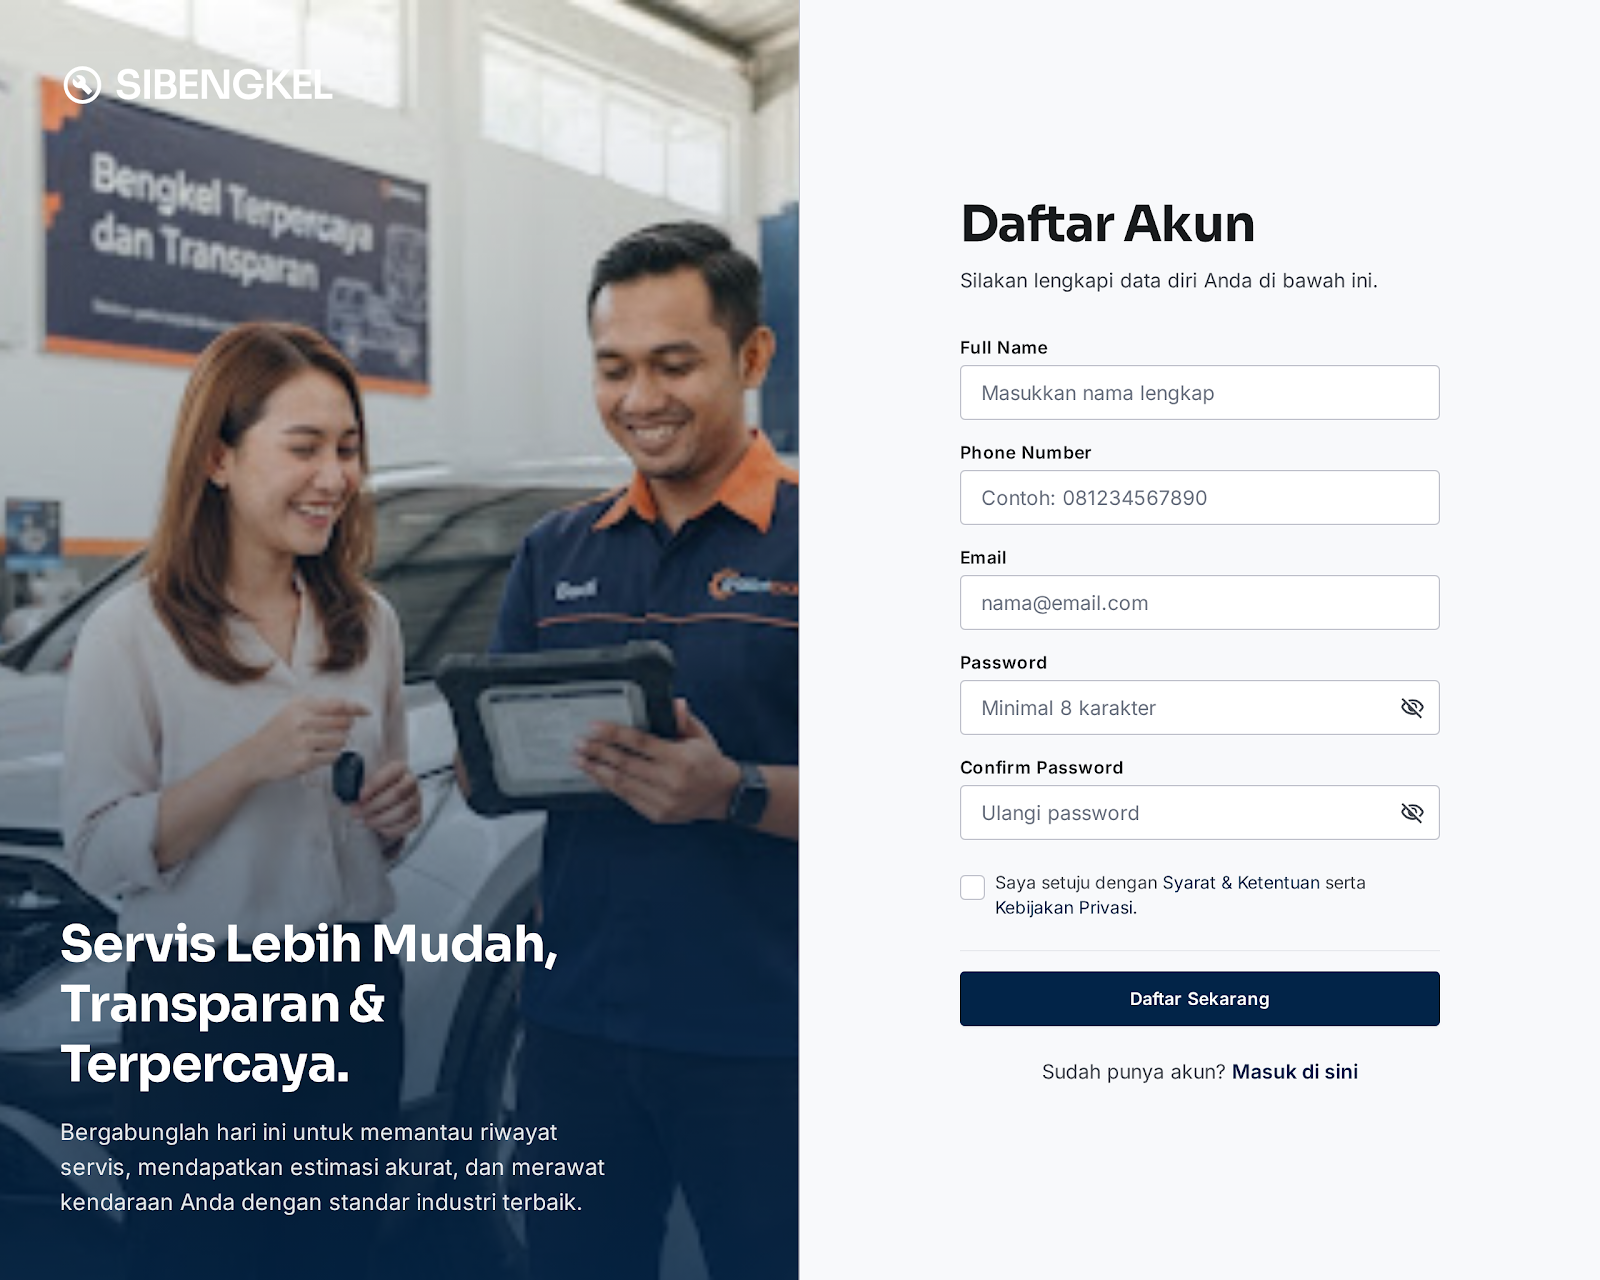 SIBENGKEL
Bengkel Terpercaya
dan Transparan
Servis Lebih Mudah,
Transparan &
Terpercaya.
Bergabunglah hari ini untuk memantau riwayat
servis, mendapatkan estimasi akurat, dan merawat
kendaraan Anda dengan standar industri terbaik.
Daftar Akun
Silakan lengkapi data diri Anda di bawah ini.
Full Name
Masukkan nama lengkap
Phone Number
Contoh: 081234567890
Email
nama@email.com
Password
Minimal 8 karakter
Confirm Password
Ulangi password
Saya setuju dengan Syarat & Ketentuan serta
Kebijakan Privasi.
Daftar Sekarang
Sudah punya akun? Masuk di sini